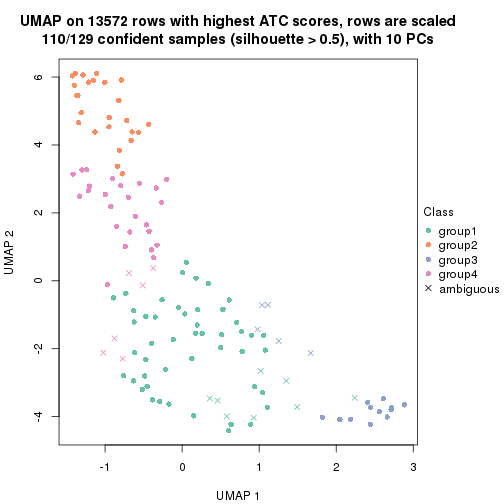 UMAP on 13572 rows with highest ATC scores, rows are scaled
110/129 confident samples (silhouette > 0.5), with 10 PCs
6
4
2
0
-2
-4
UMAP 2
-1
0
1
2
3
UMAP 1
Class
group1
group2
group3
group4
ambiguous